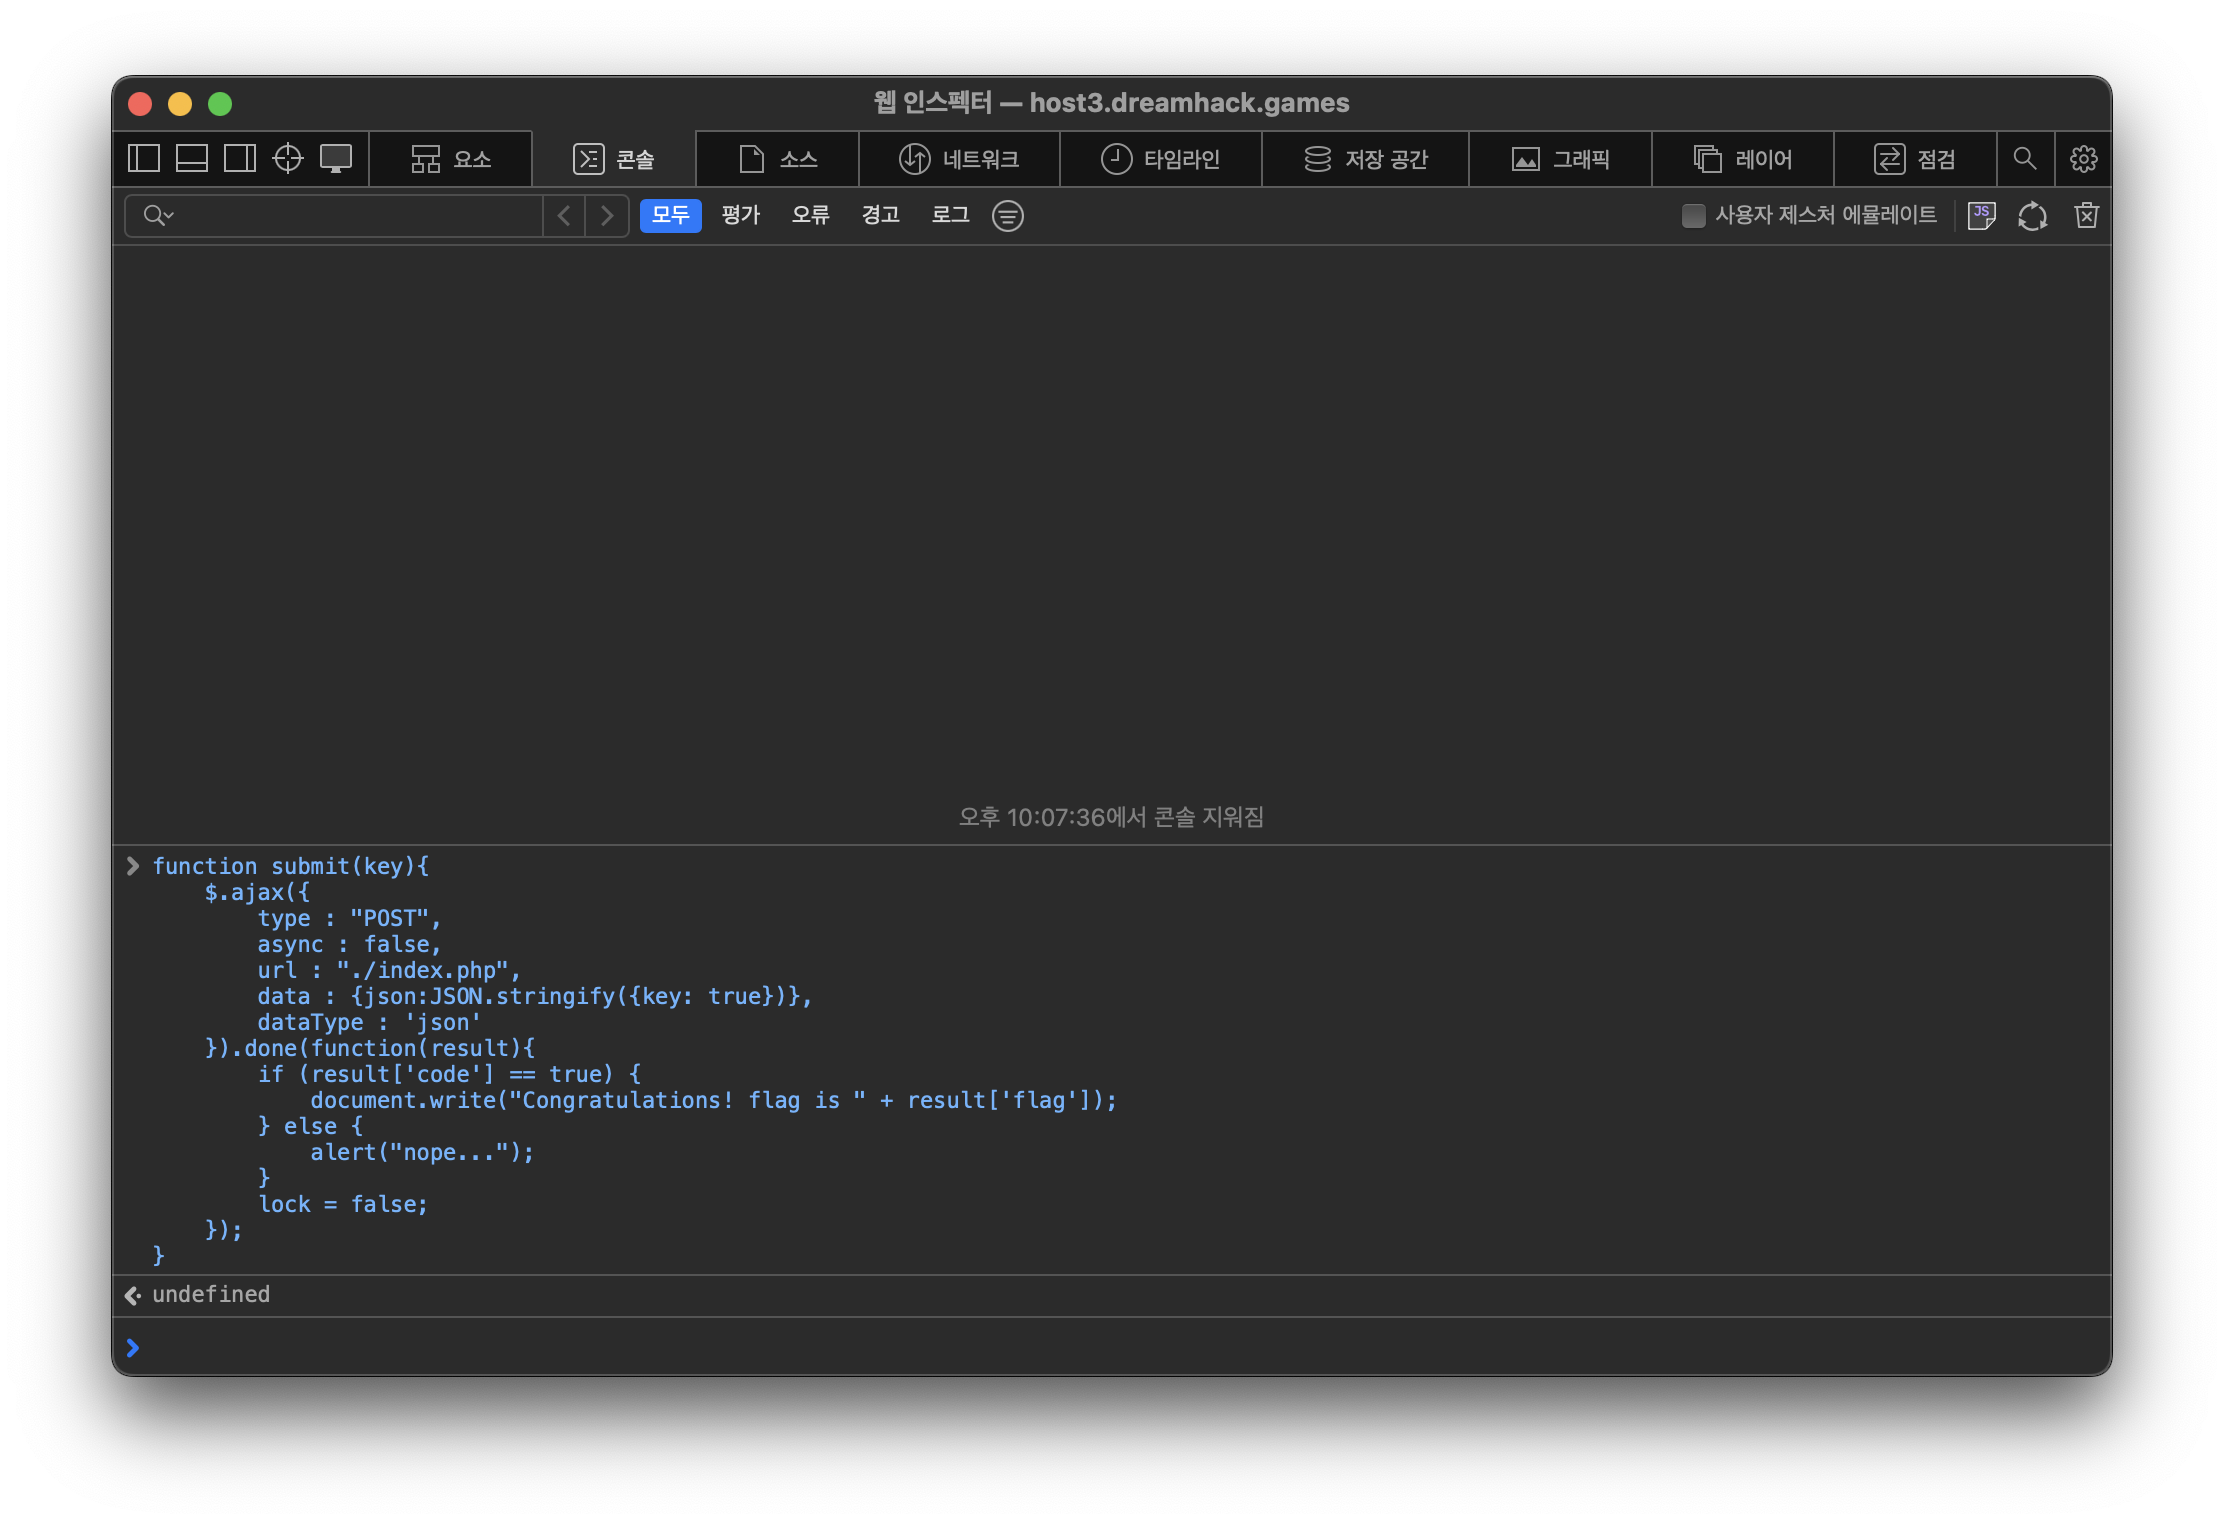 웹 인스펙터 — host3.dreamhack.games
요소 콘솔 소스 네트워크 타임라인 저장 공간 그래픽 레이어 점검
모두 평가 오류 경고 로그 사용자 제스처 에뮬레이트 JS
오후 10:07:36에서 콘솔 지워짐
function submit(key){
    $.ajax({
        type : "POST",
        async : false,
        url : "./index.php",
        data : {json:JSON.stringify({key: true})},
        dataType : 'json'
    }).done(function(result){
        if (result['code'] == true) {
            document.write("Congratulations! flag is " + result['flag']);
        } else {
            alert("nope...");
        }
        lock = false;
    });
}
undefined